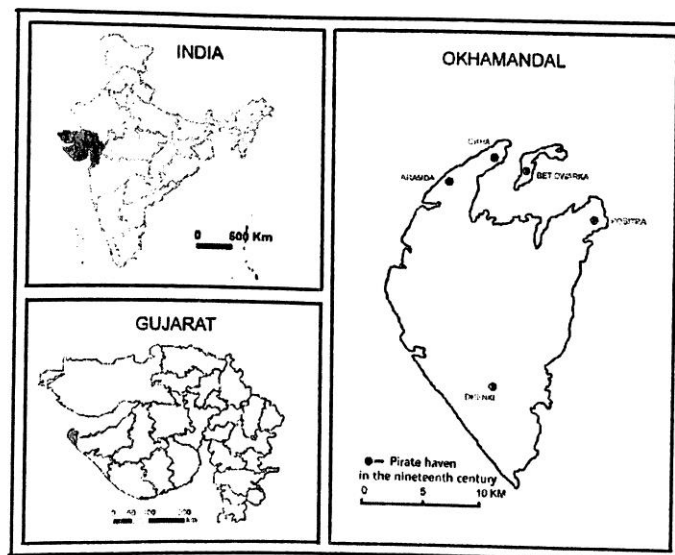 INDIA
0 500 Km
GUJARAT
OKHAMANDAL
ARAMDA
BET DWARKA
POSITRA
●— Pirate haven
in the nineteenth century
0 5 10 KM